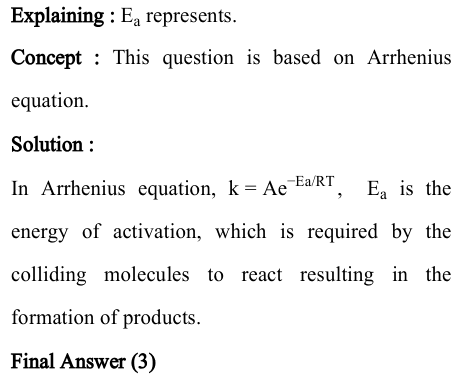 Explaining : Eₐ represents.
Concept : This question is based on Arrhenius
equation.
Solution :
In Arrhenius equation, k = Ae⁻ᴱᵃ/ᴿᵀ, Eₐ is the
energy of activation, which is required by the
colliding molecules to react resulting in the
formation of products.
Final Answer (3)